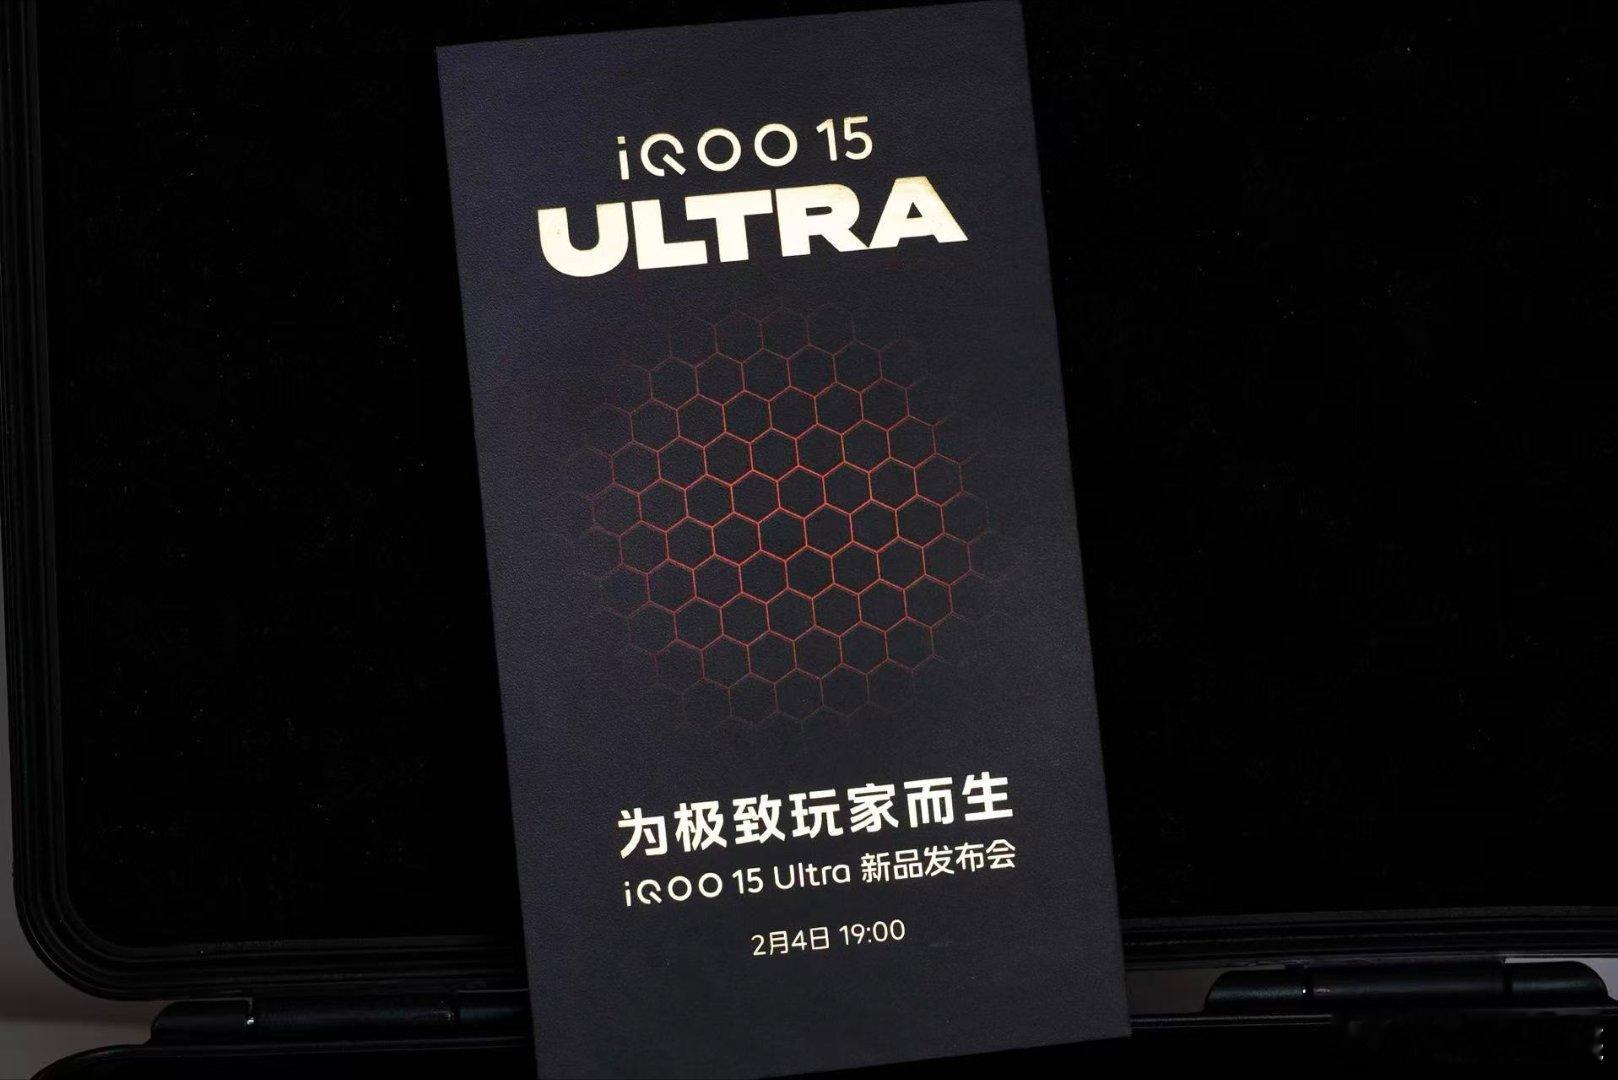 iQOO 15
ULTRA
为极致玩家而生
iQOO 15 Ultra 新品发布会
2月4日 19:00